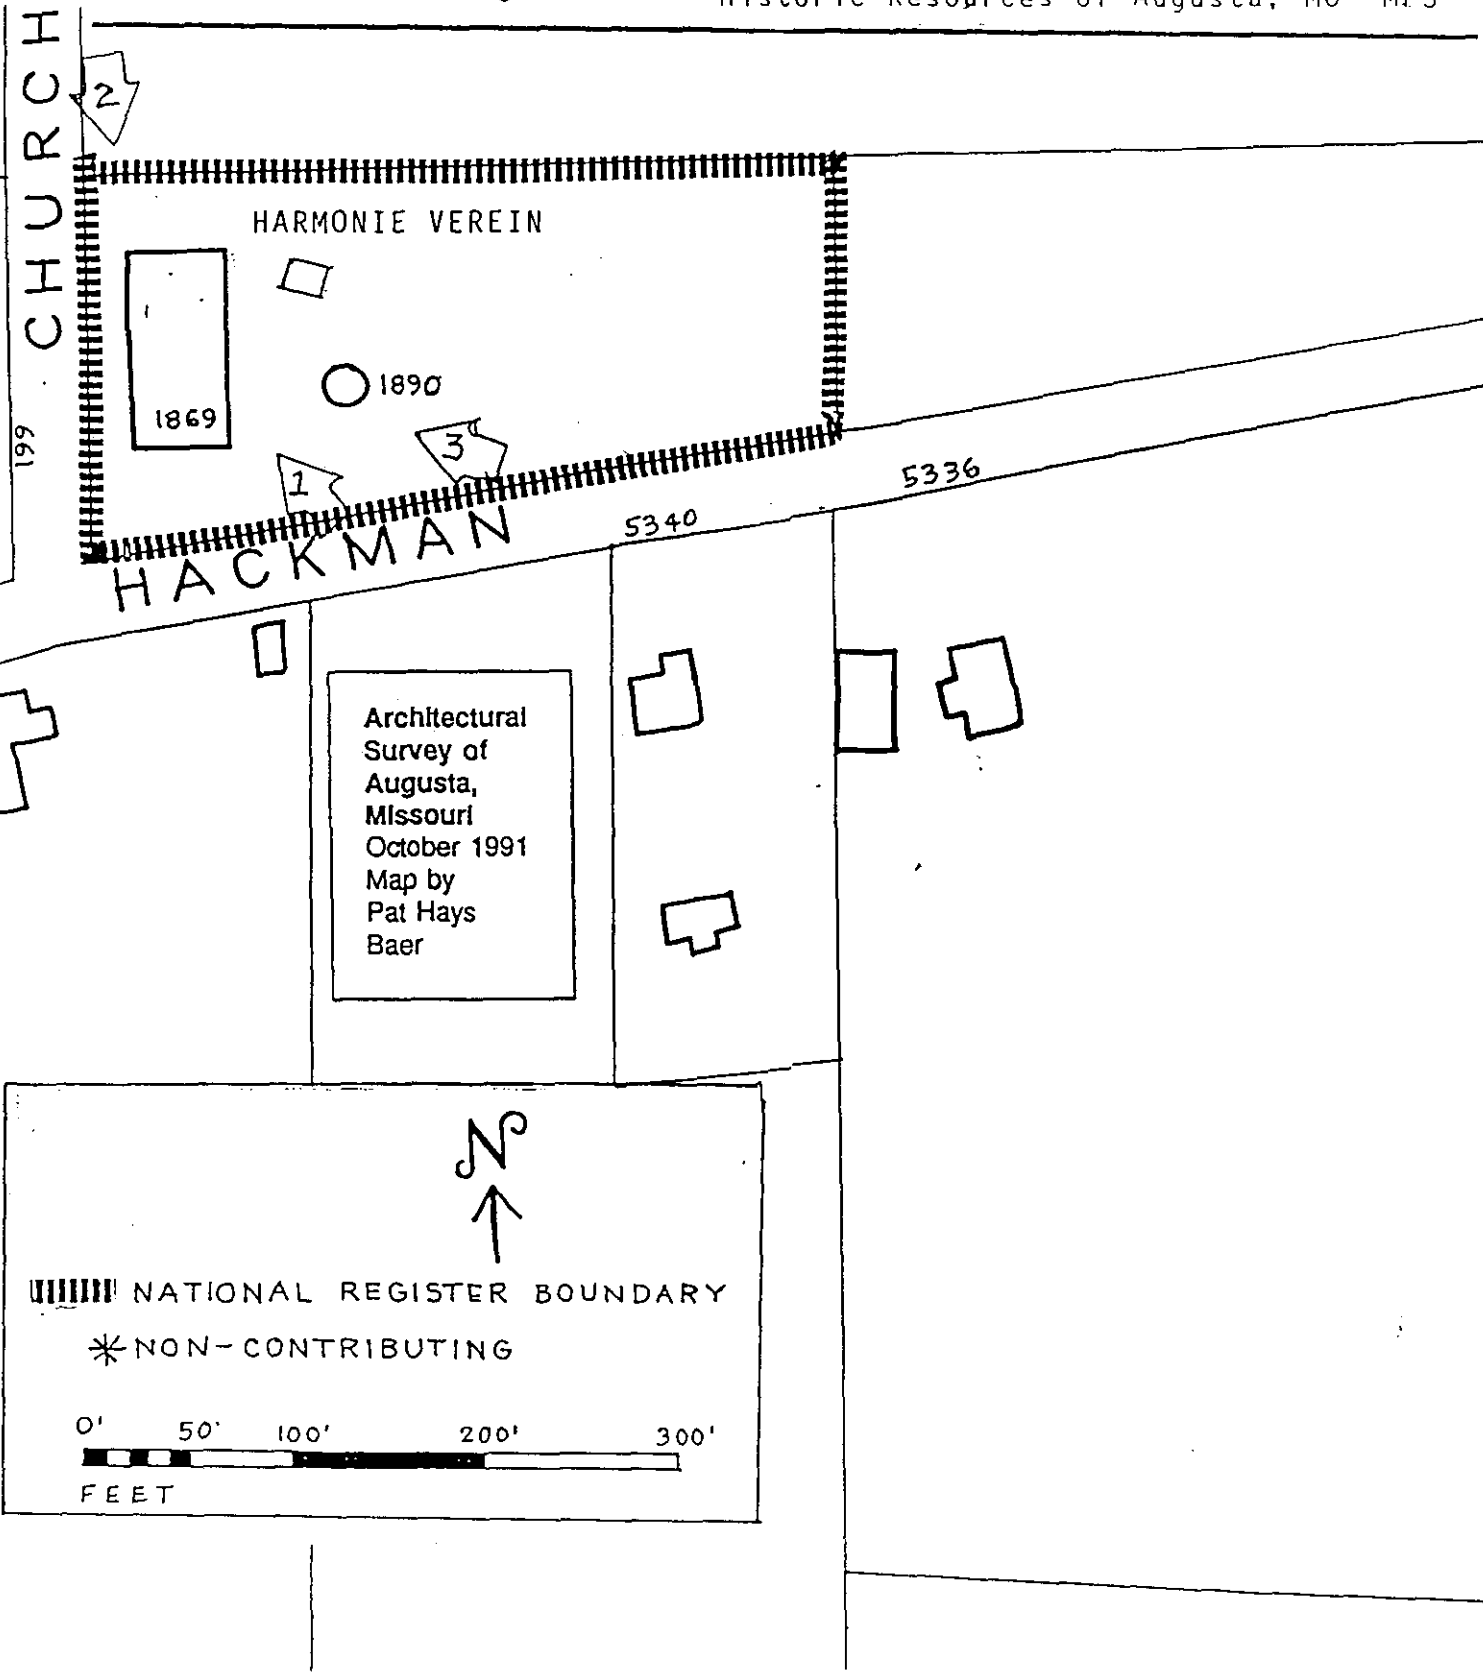 Historic Resources of Augusta, MO MPS
CHURCH
2
HARMONIE VEREIN
1890
1869
3
1
199
HACKMAN
5340
5336
Architectural
Survey of
Augusta,
Missouri
October 1991
Map by
Pat Hays
Baer
N
NATIONAL REGISTER BOUNDARY
NON-CONTRIBUTING
0' 50' 100' 200' 300'
FEET